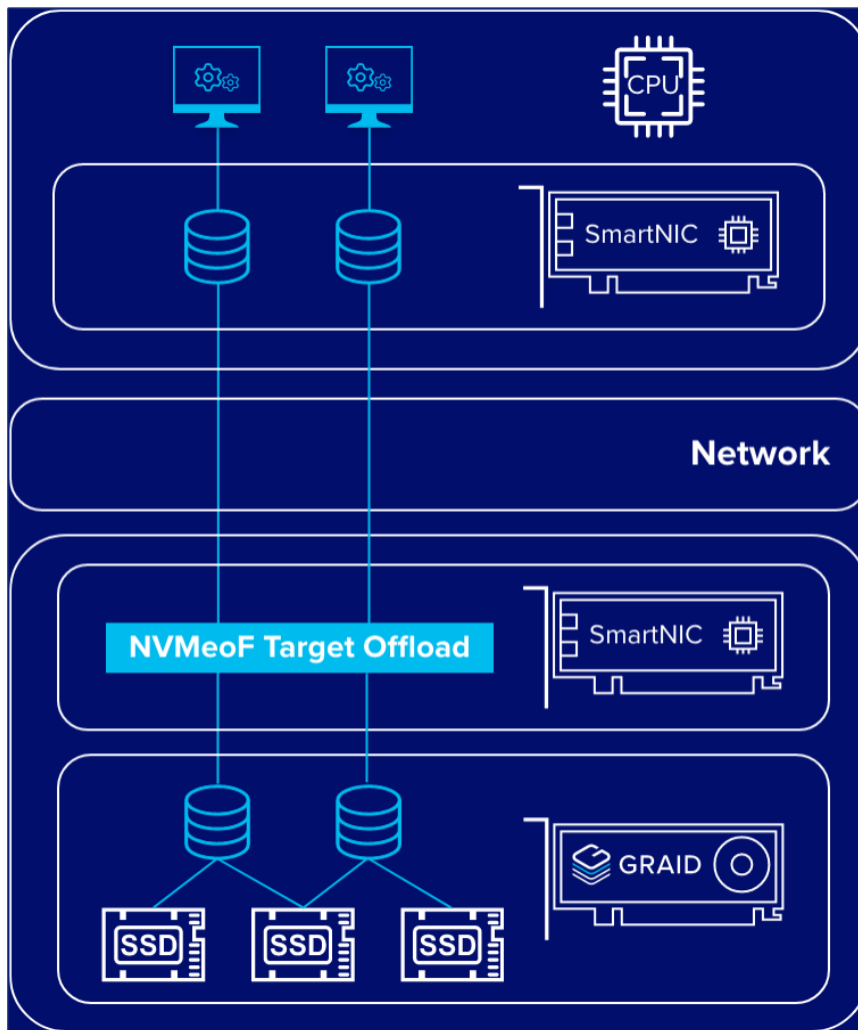 CPU
SmartNIC
Network
NVMeoF Target Offload
SmartNIC
GRAID
SSD
SSD
SSD